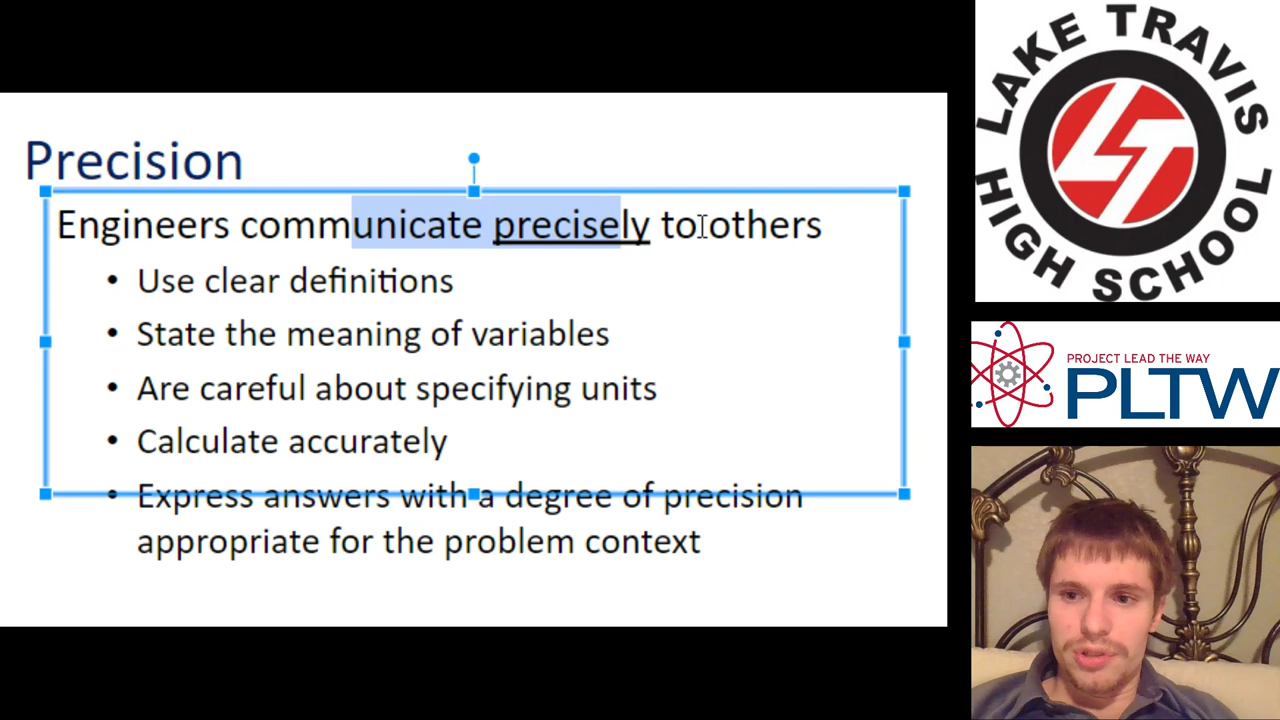 Precision
Engineers communicate precisely to others
• Use clear definitions
• State the meaning of variables
• Are careful about specifying units
• Calculate accurately
• Express answers with a degree of precision
appropriate for the problem context
LAKE TRAVIS
LT
HIGH SCHOOL
PROJECT LEAD THE WAY
PLTW